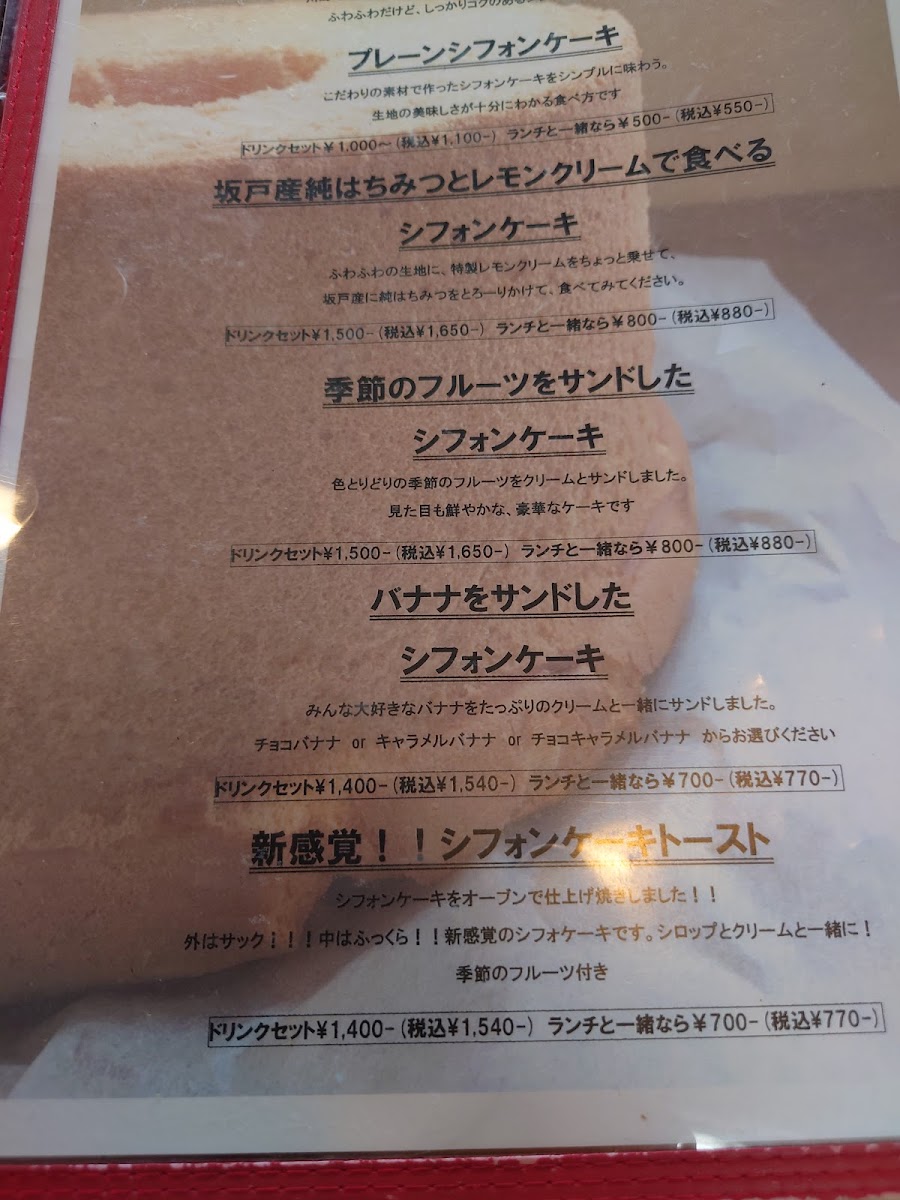 ふわふわだけど、しっかりコクのある
プレーンシフォンケーキ
こだわりの素材で作ったシフォンケーキをシンプルに味わう。
生地の美味しさが十分にわかる食べ方です
ドリンクセット¥1,000～(税込¥1,100-) ランチと一緒なら¥500-(税込¥550-)
坂戸産純はちみつとレモンクリームで食べる
シフォンケーキ
ふわふわの生地に、特製レモンクリームをちょっと乗せて、
坂戸産に純はちみつをとろーりかけて、食べてみてください。
ドリンクセット¥1,500-(税込¥1,650-) ランチと一緒なら¥800-(税込¥880-)
季節のフルーツをサンドした
シフォンケーキ
色とりどりの季節のフルーツをクリームとサンドしました。
見た目も鮮やかな、豪華なケーキです
ドリンクセット¥1,500-(税込¥1,650-) ランチと一緒なら¥800-(税込¥880-)
バナナをサンドした
シフォンケーキ
みんな大好きなバナナをたっぷりのクリームと一緒にサンドしました。
チョコバナナ or キャラメルバナナ or チョコキャラメルバナナ からお選びください
ドリンクセット¥1,400-(税込¥1,540-) ランチと一緒なら¥700-(税込¥770-)
新感覚！！シフォンケーキトースト
シフォンケーキをオーブンで仕上げ焼きしました！！
外はサック！！！中はふっくら！！新感覚のシフォケーキです。シロップとクリームと一緒に！
季節のフルーツ付き
ドリンクセット¥1,400-(税込¥1,540-) ランチと一緒なら¥700-(税込¥770-)